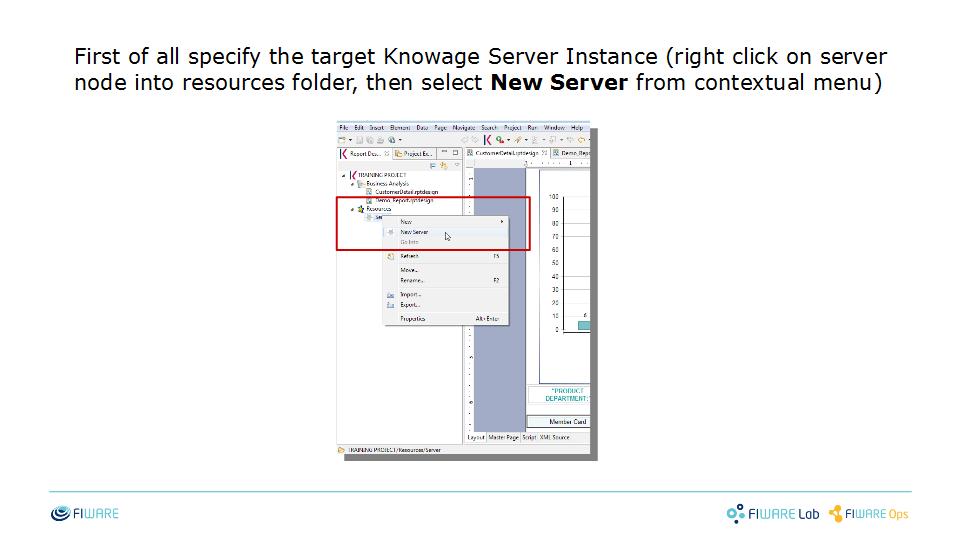 First of all specify the target Knowage Server Instance (right click on server
node into resources folder, then select New Server from contextual menu)
File Edit Insert Element Data Page Navigate Search Project Run Window Help
Report Des... Project Ex...
CustomerDetail.rptdesign Demo_Repo
TRAINING PROJECT
Business Analysis
CustomerDetail.rptdesign
Demo_Report.rptdesign
Resources
Ser
New
New Server
Go Into
Refresh F5
Move...
Rename... F2
Import...
Export...
Properties Alt+Enter
100
90
80
70
60
50
40
30
20
10
0
6
"PRODUCT
DEPARTMENT:
Member Card
Layout Master Page Script XML Source
TRAINING PROJECT/Resources/Server
FIWARE
FIWARE Lab
FIWARE Ops